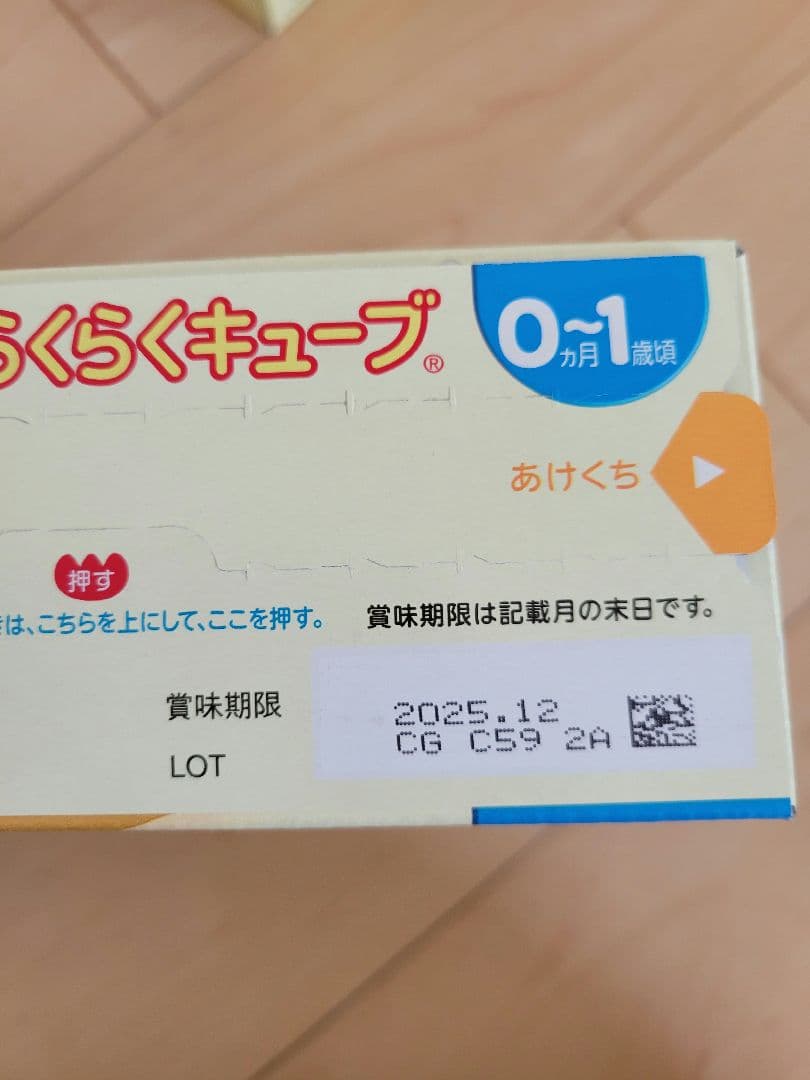 らくらくキューブ®
0ヵ月~1歳頃
あけくち
押す
は、こちらを上にして、ここを押す。
賞味期限は記載月の末日です。
賞味期限 2025.12
LOT CG C59 2A